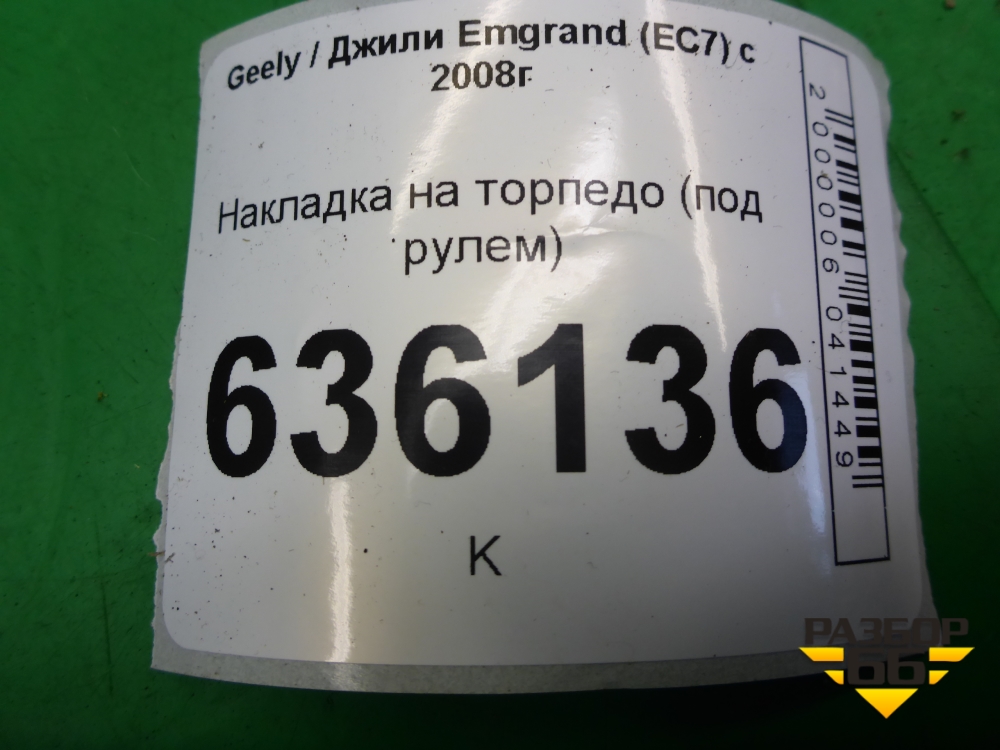 Geely / Джили Emgrand (EC7) с
2008г
Накладка на торпедо (под
рулем)
636136
К
2000006041449
РАЗБОР
66